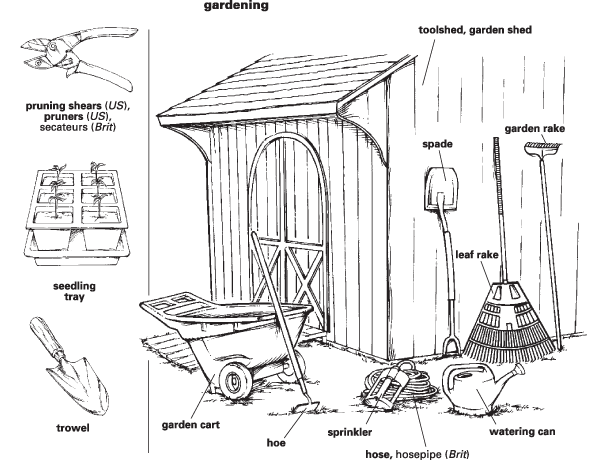 gardening
toolshed, garden shed
pruning shears (US),
pruners (US),
secateurs (Brit)
spade
garden rake
leaf rake
seedling
tray
trowel
garden cart
hoe
sprinkler
hose, hosepipe (Brit)
watering can